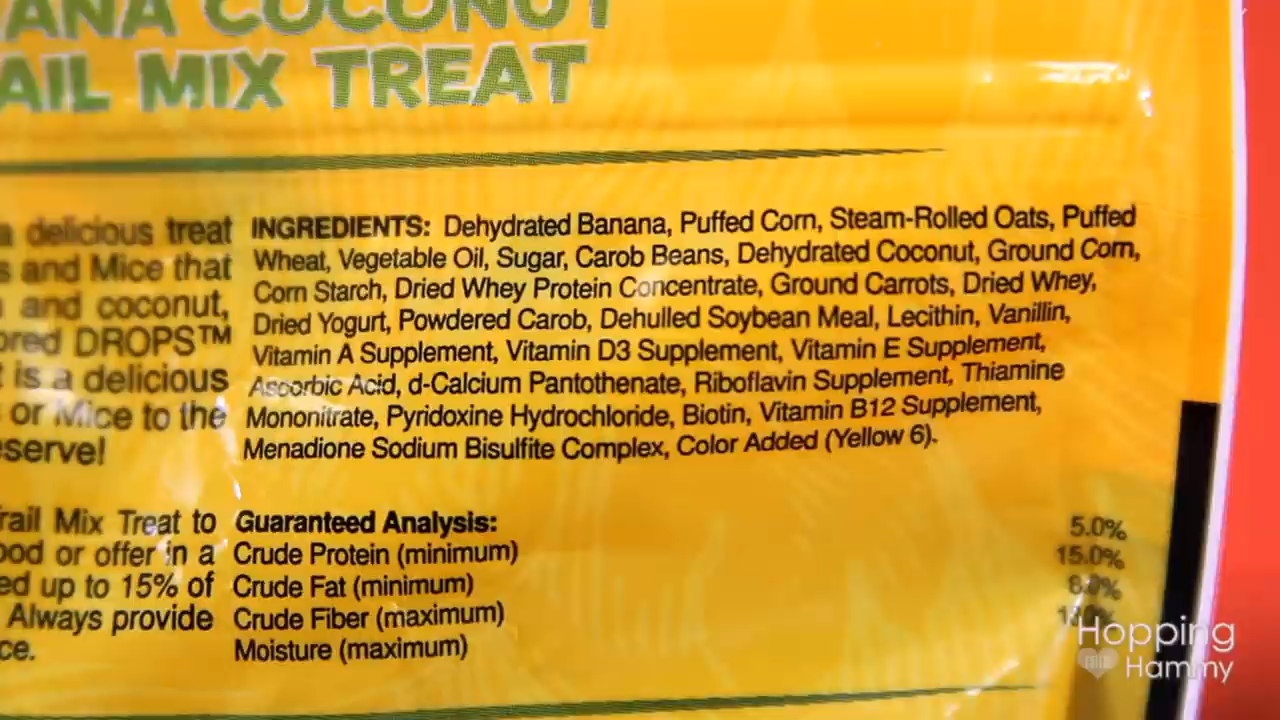 ANA COCONUT
AIL MIX TREAT
a delicious treat
s and Mice that
and coconut,
ored DROPS™
is a delicious
or Mice to the
serve!
INGREDIENTS: Dehydrated Banana, Puffed Corn, Steam-Rolled Oats, Puffed
Wheat, Vegetable Oil, Sugar, Carob Beans, Dehydrated Coconut, Ground Corn,
Corn Starch, Dried Whey Protein Concentrate, Ground Carrots, Dried Whey,
Dried Yogurt, Powdered Carob, Dehulled Soybean Meal, Lecithin, Vanillin,
Vitamin A Supplement, Vitamin D3 Supplement, Vitamin E Supplement,
Ascorbic Acid, d-Calcium Pantothenate, Riboflavin Supplement, Thiamine
Mononitrate, Pyridoxine Hydrochloride, Biotin, Vitamin B12 Supplement,
Menadione Sodium Bisulfite Complex, Color Added (Yellow 6).
rail Mix Treat to
ood or offer in a
ed up to 15% of
Always provide
ce.
Guaranteed Analysis:
Crude Protein (minimum) 5.0%
Crude Fat (minimum) 15.0%
Crude Fiber (maximum) 8.0%
Moisture (maximum)
Hopping
Hammy